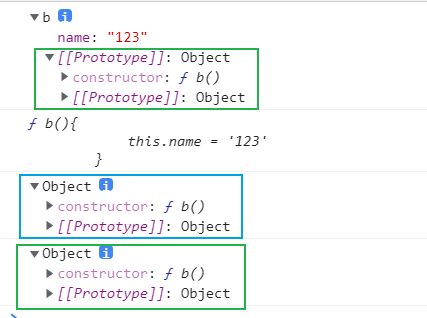 ▼b i
name: "123"
▼[[Prototype]]: Object
▶constructor: ƒ b()
▶[[Prototype]]: Object
ƒ b(){
this.name = '123'
}
▼Object i
▶constructor: ƒ b()
▶[[Prototype]]: Object
▼Object i
▶constructor: ƒ b()
▶[[Prototype]]: Object